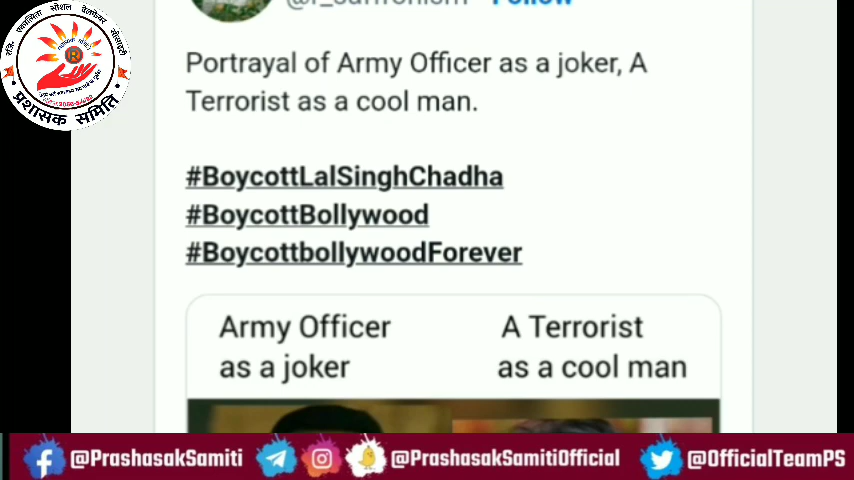 Follow
Portrayal of Army Officer as a joker, A
Terrorist as a cool man.
#BoycottLalSinghChadha
#BoycottBollywood
#BoycottbollywoodForever
Army Officer
as a joker
A Terrorist
as a cool man
प्रशासक समिति
@PrashasakSamiti
@PrashasakSamitiOfficial
@OfficialTeamPS